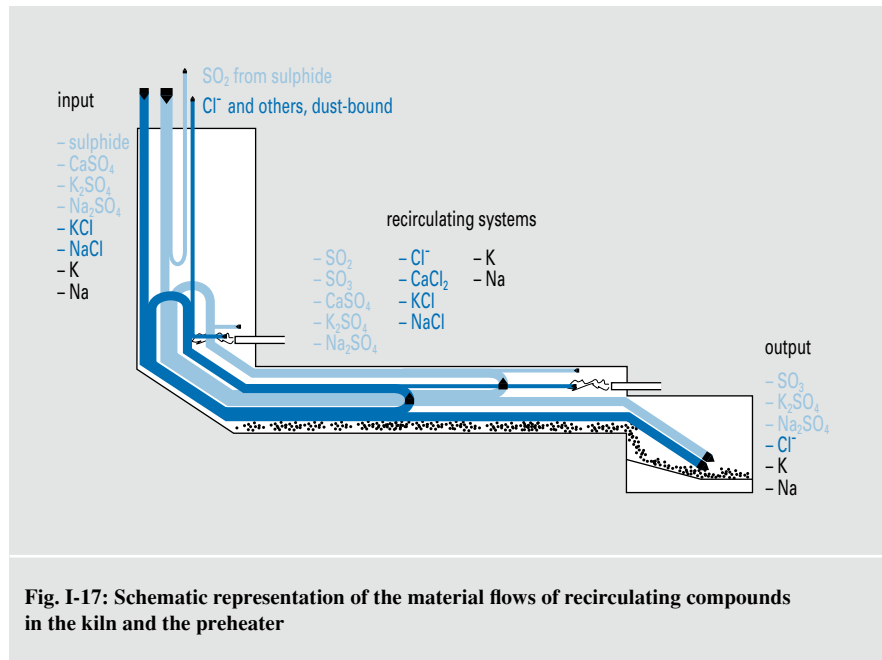 SO₂ from sulphide
Cl⁻ and others, dust-bound
input
– sulphide
– CaSO₄
– K₂SO₄
– Na₂SO₄
– KCl
– NaCl
– K
– Na
recirculating systems
– SO₂
– SO₃
– CaSO₄
– K₂SO₄
– Na₂SO₄
– Cl⁻
– CaCl₂
– KCl
– NaCl
– K
– Na
output
– SO₃
– K₂SO₄
– Na₂SO₄
– Cl⁻
– K
– Na
Fig. I-17: Schematic representation of the material flows of recirculating compounds
in the kiln and the preheater